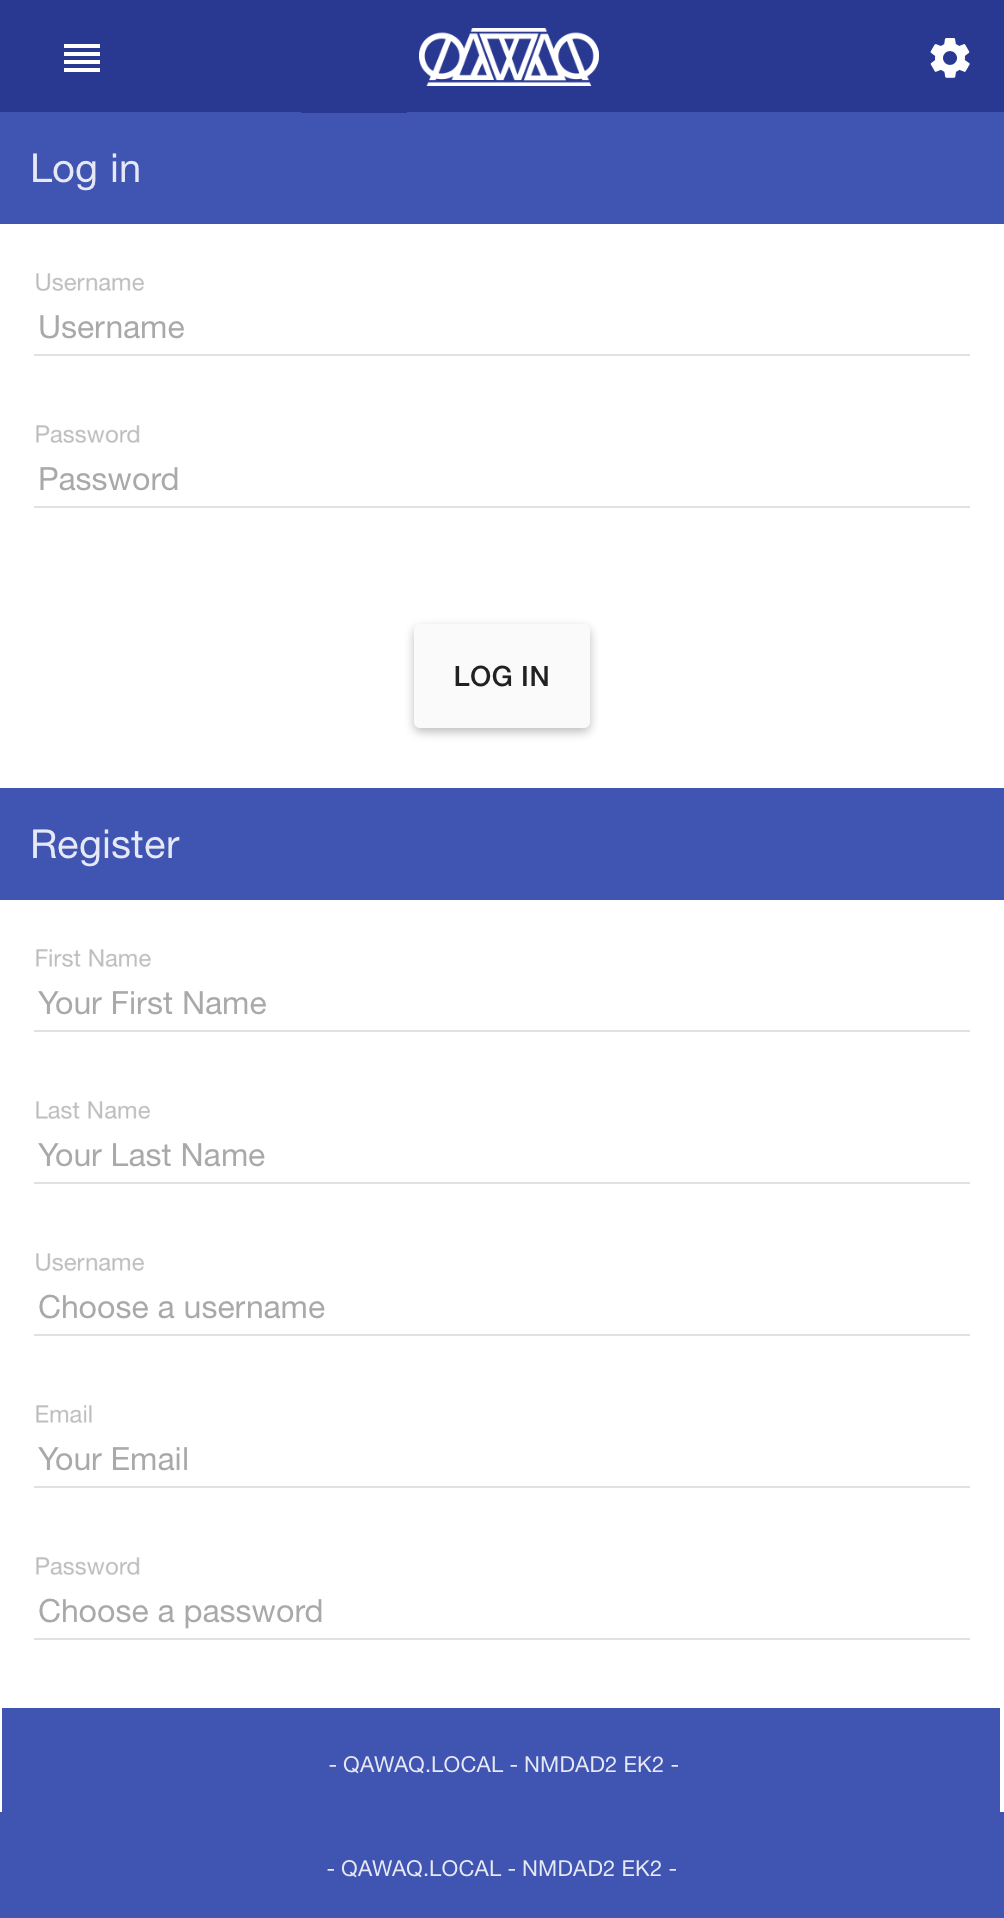 QAWAQ
Log in
Username
Username
Password
Password
LOG IN
Register
First Name
Your First Name
Last Name
Your Last Name
Username
Choose a username
Email
Your Email
Password
Choose a password
- QAWAQ.LOCAL - NMDAD2 EK2 -
- QAWAQ.LOCAL - NMDAD2 EK2 -